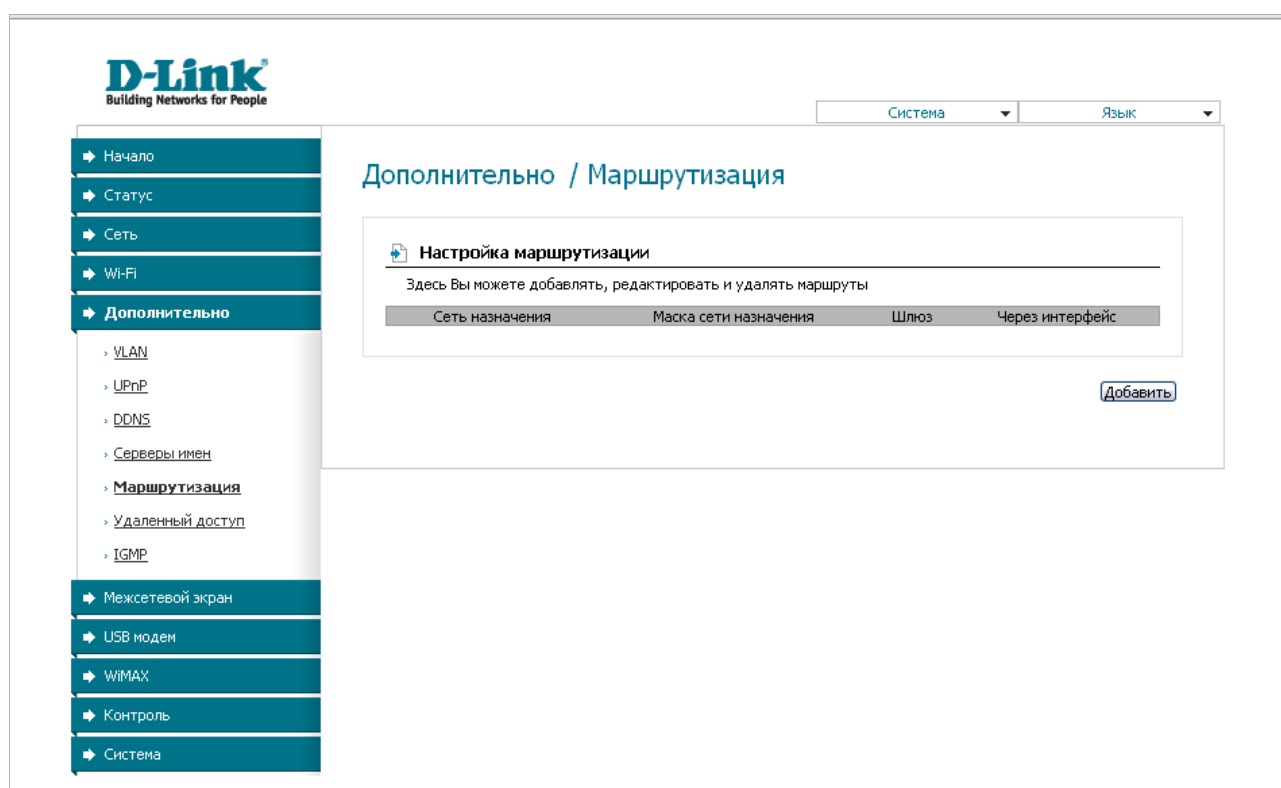 D-Link
Building Networks for People
Система Язык
Начало
Статус
Сеть
Wi-Fi
Дополнительно
VLAN
UPnP
DDNS
Серверы имен
Маршрутизация
Удаленный доступ
IGMP
Межсетевой экран
USB модем
WiMAX
Контроль
Система
Дополнительно / Маршрутизация
Настройка маршрутизации
Здесь Вы можете добавлять, редактировать и удалять маршруты
Сеть назначения Маска сети назначения Шлюз Через интерфейс
Добавить